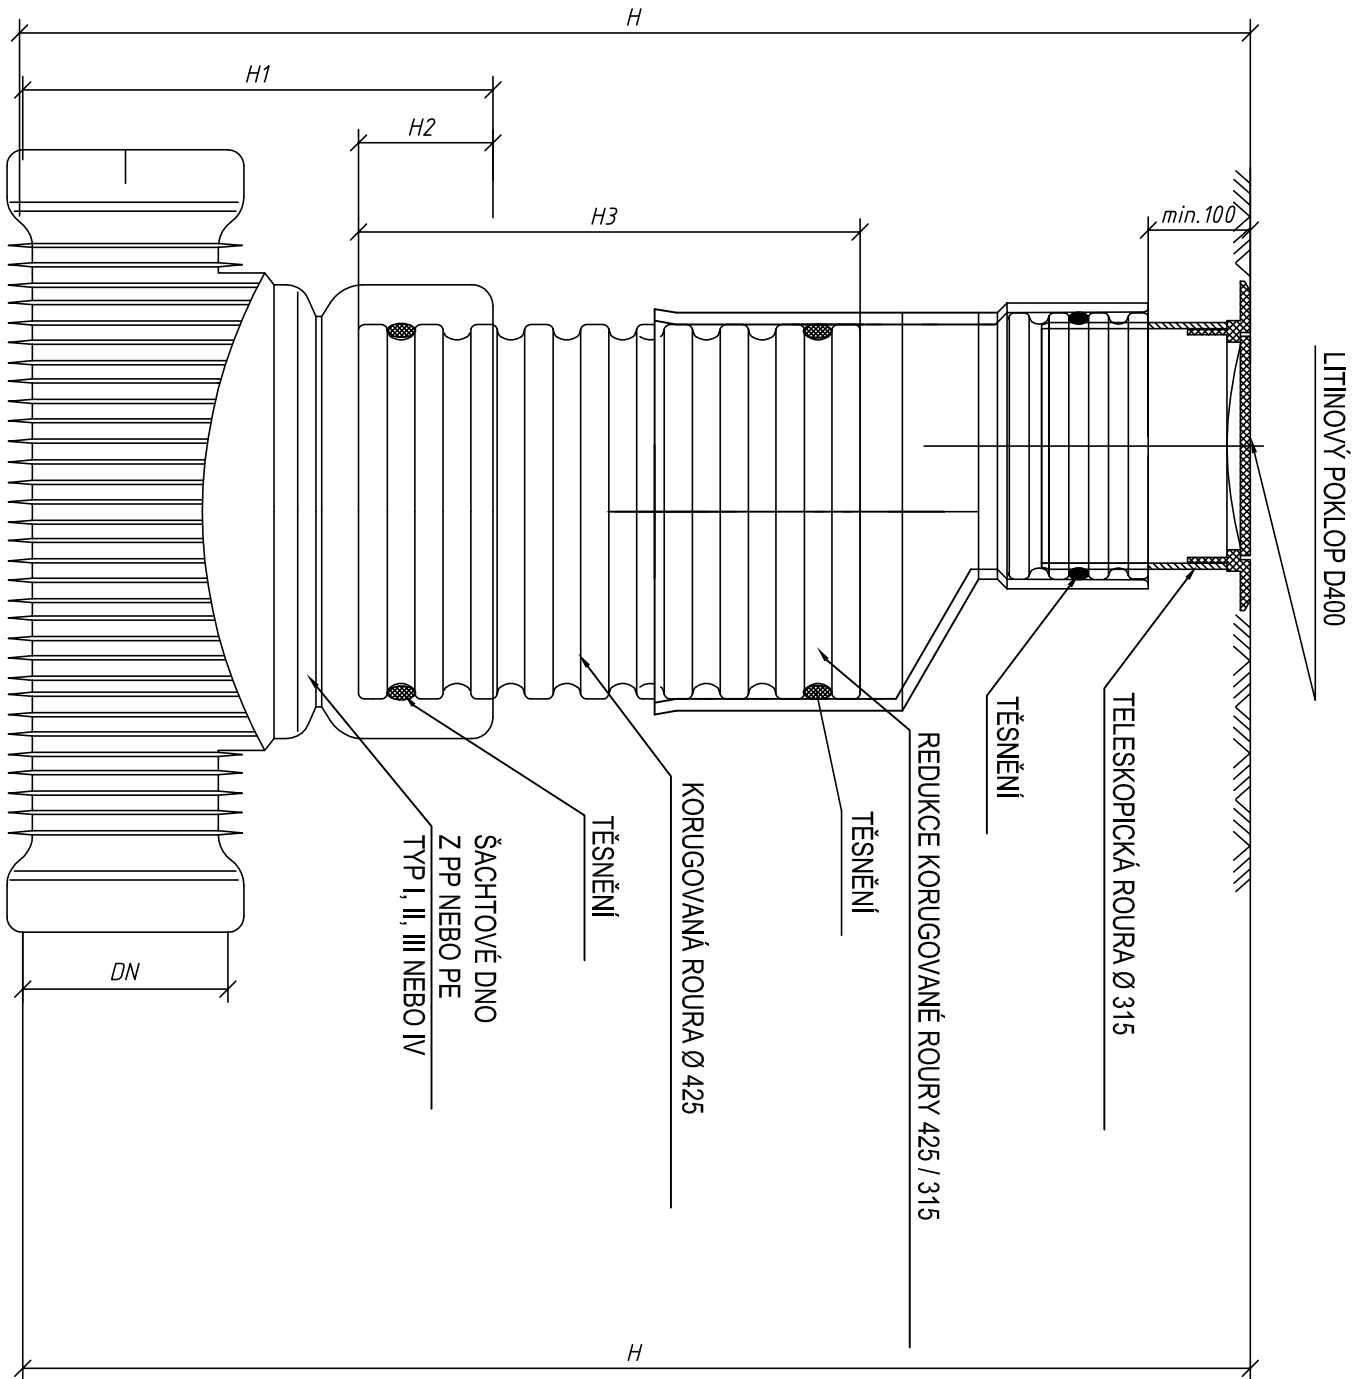 H
H1
H2
H3
min.100
LITINOVÝ POKLOP D400
TELESKOPICKÁ ROURA Ø 315
TĚSNĚNÍ
REDUKCE KORUGOVANÉ ROURY 425 / 315
TĚSNĚNÍ
KORUGOVANÁ ROURA Ø 425
TĚSNĚNÍ
ŠACHTOVÉ DNO
Z PP NEBO PE
TYP I, II, III NEBO IV
DN
H